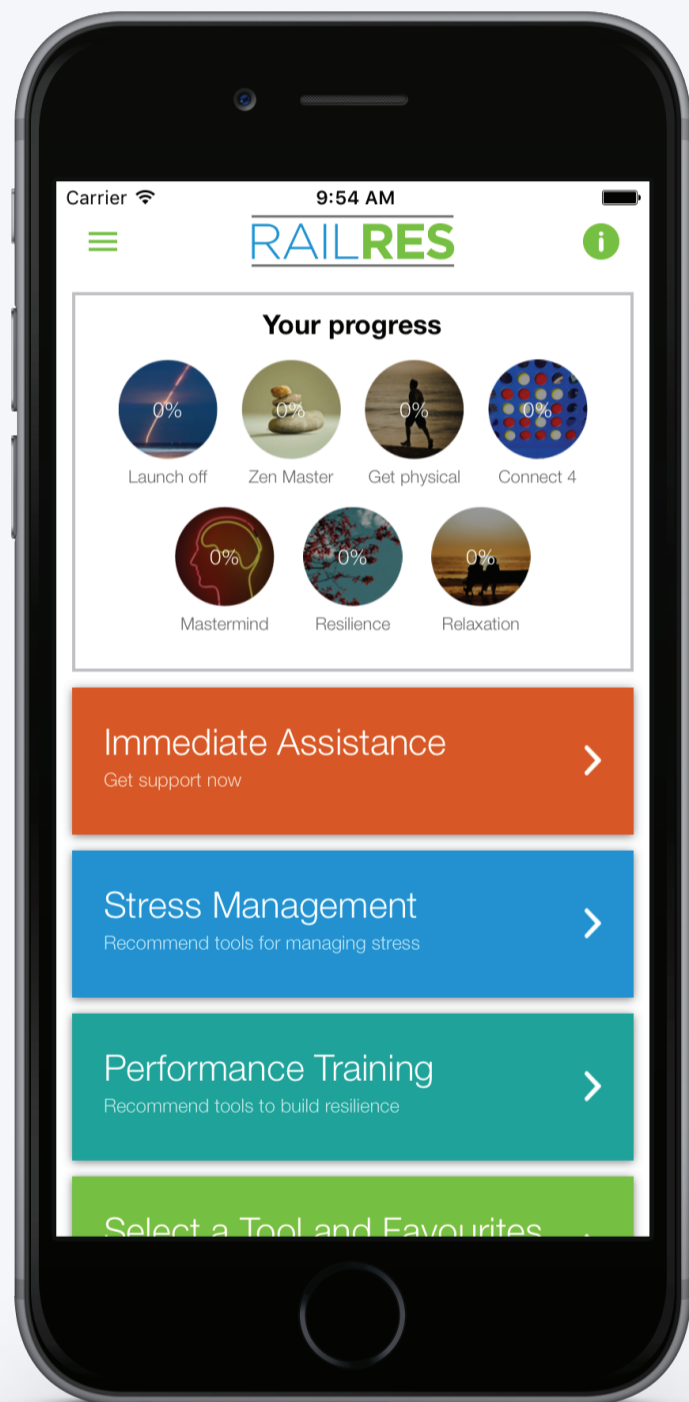 Carrier
9:54 AM
RAILRES
i
Your progress
0% 0% 0% 0%
Launch off Zen Master Get physical Connect 4
0% 0% 0%
Mastermind Resilience Relaxation
Immediate Assistance
Get support now
Stress Management
Recommend tools for managing stress
Performance Training
Recommend tools to build resilience
Select a Tool and Favourites